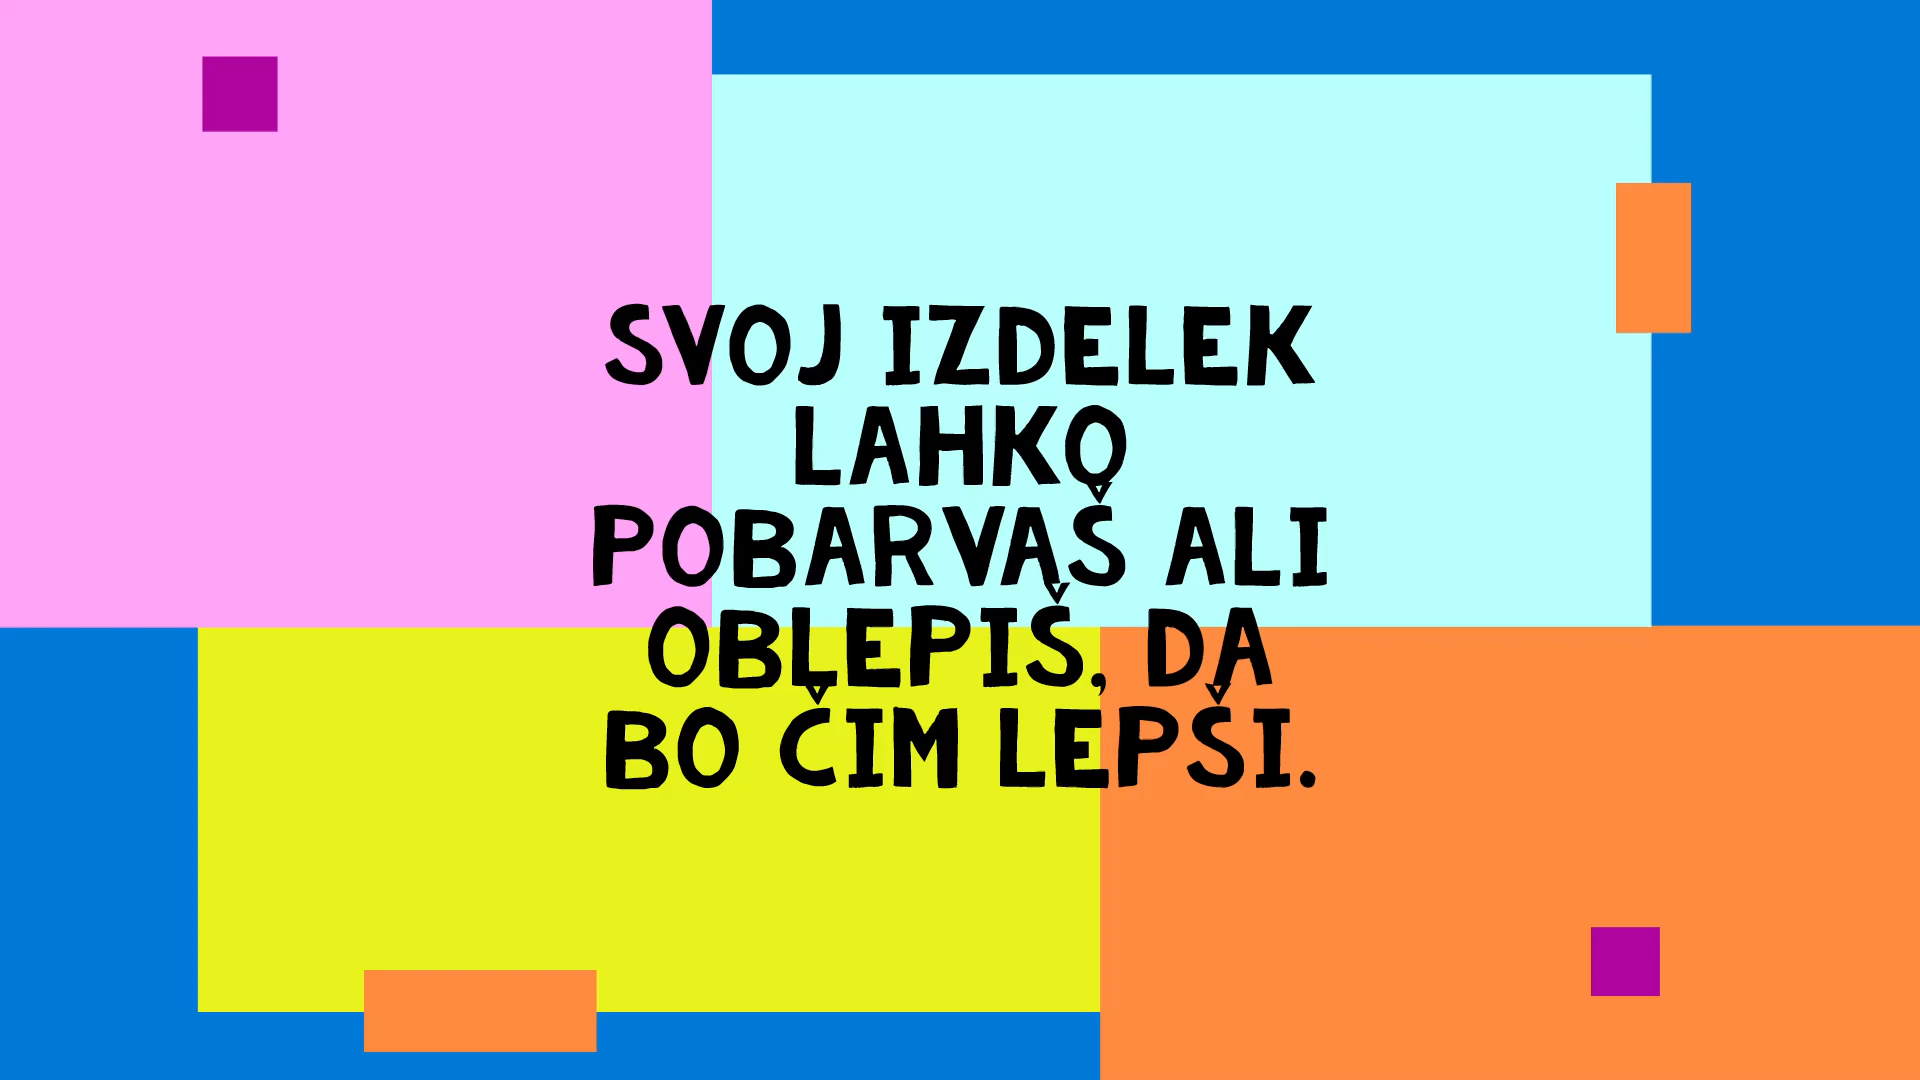 SVOJ IZDELEK
LAHKO
POBARVAŠ ALI
OBLEPIŠ, DA
BO ČIM LEPŠI.